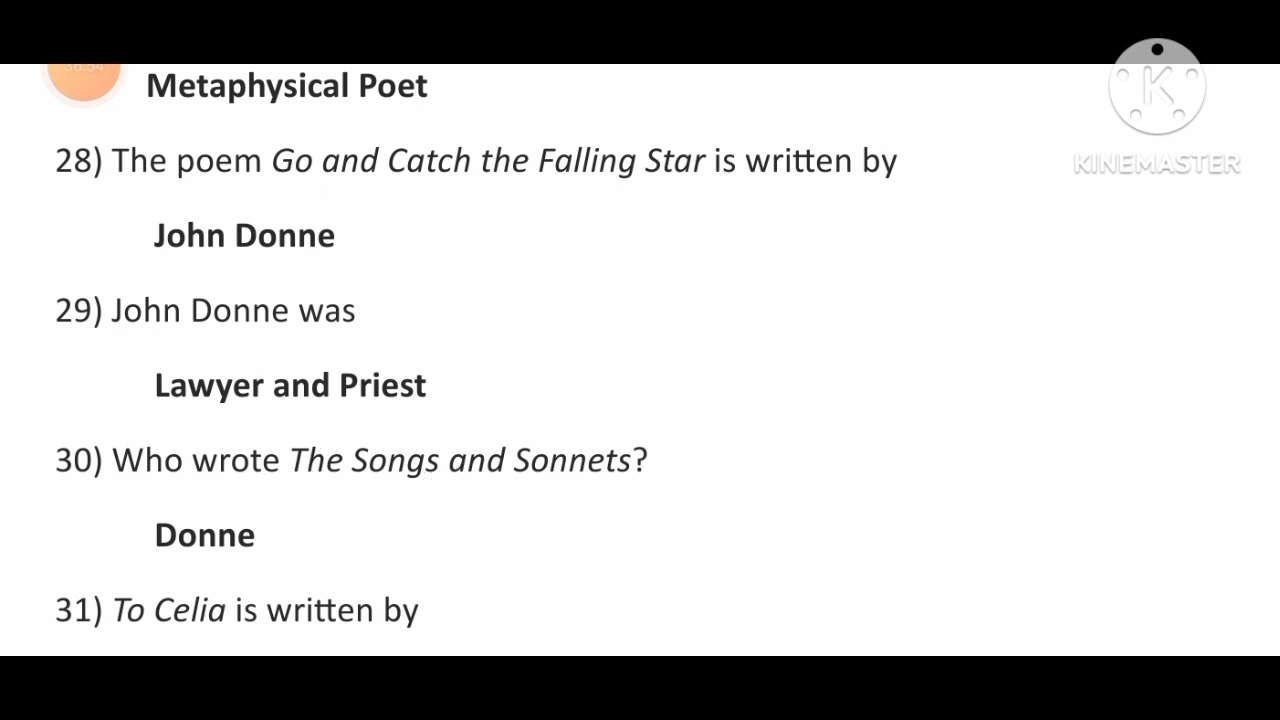 38:54
Metaphysical Poet
28) The poem Go and Catch the Falling Star is written by
John Donne
29) John Donne was
Lawyer and Priest
30) Who wrote The Songs and Sonnets?
Donne
31) To Celia is written by
K
KINEMASTER